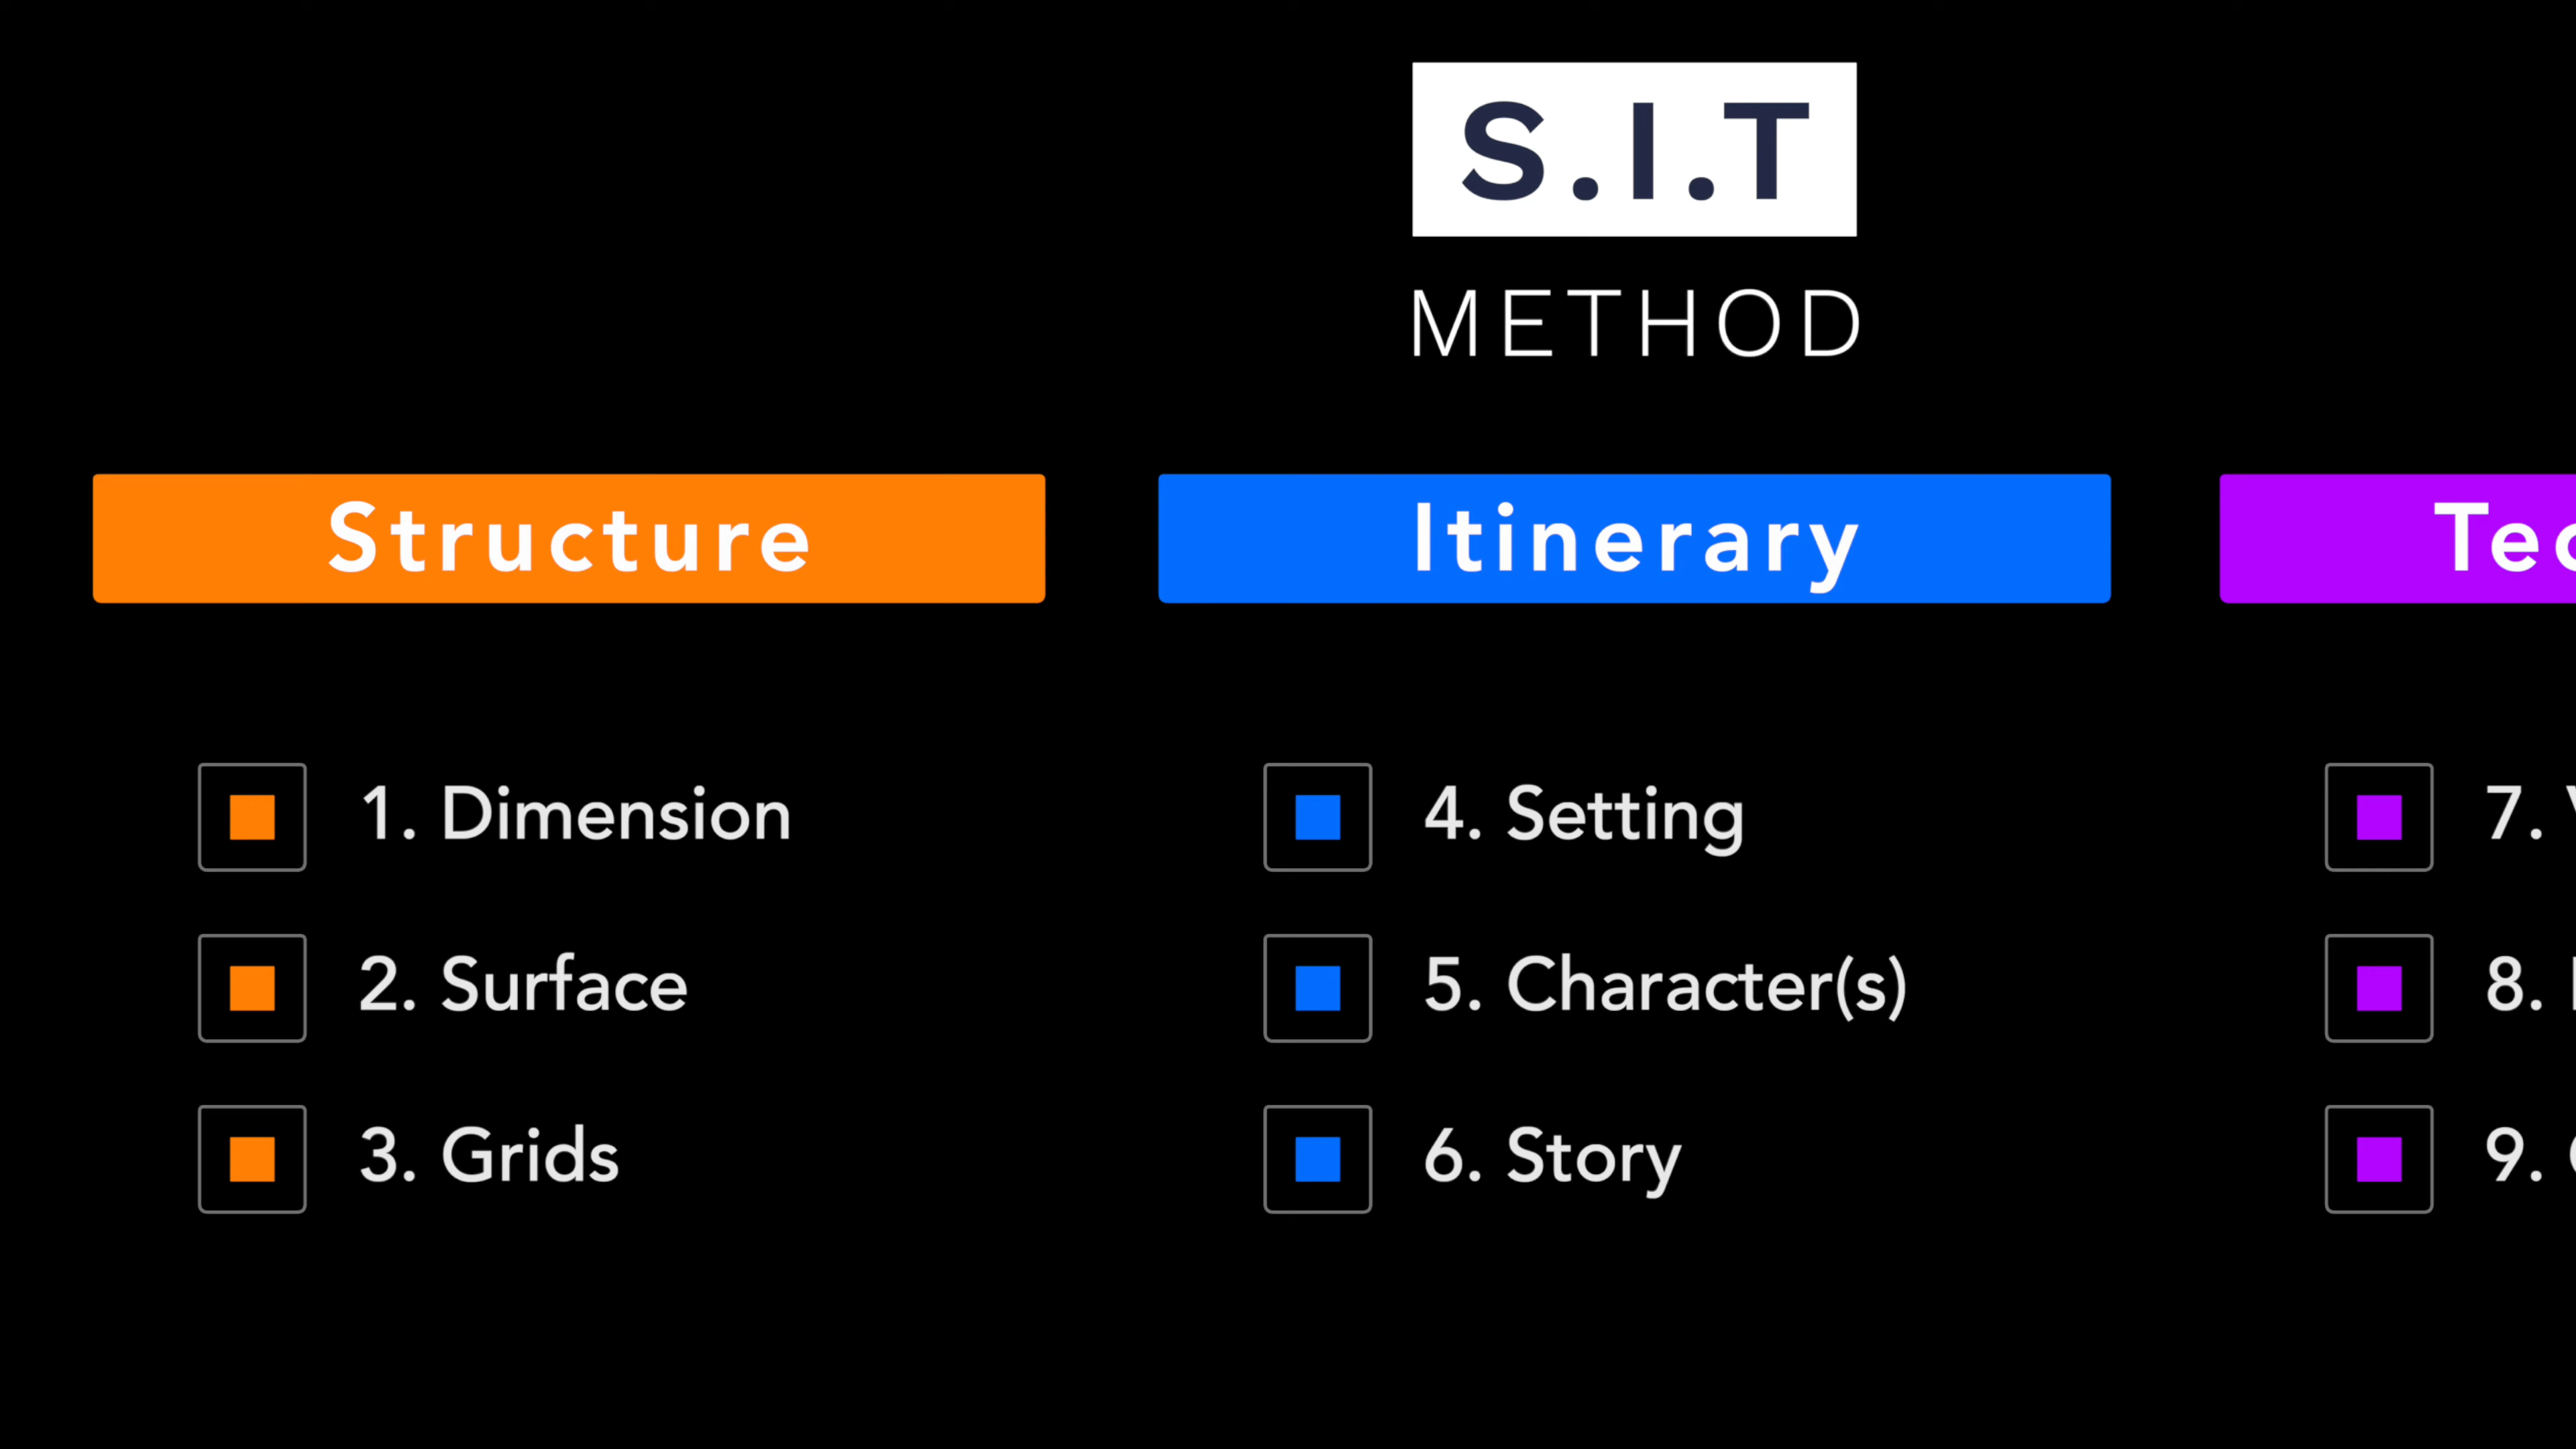 S.I.T
METHOD
Structure
1. Dimension
2. Surface
3. Grids
Itinerary
4. Setting
5. Character(s)
6. Story
7.
8.
9.